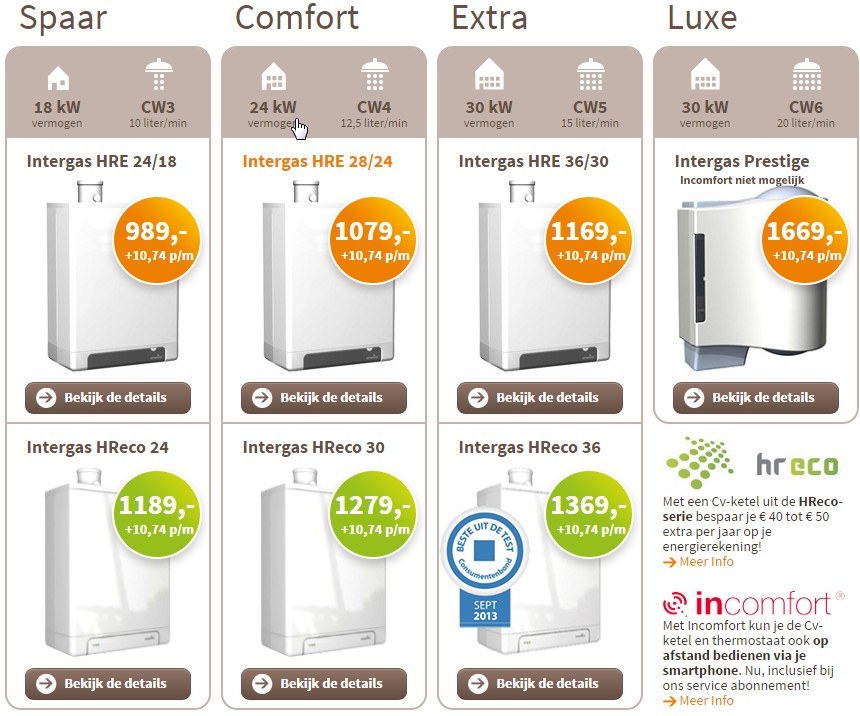 Spaar
Comfort
Extra
Luxe
18 kW
vermogen
CW3
10 liter/min
24 kW
vermogen
CW4
12,5 liter/min
30 kW
vermogen
CW5
15 liter/min
30 kW
vermogen
CW6
20 liter/min
Intergas HRE 24/18
989,-
+10,74 p/m
Bekijk de details
Intergas HRE 28/24
1079,-
+10,74 p/m
Bekijk de details
Intergas HRE 36/30
1169,-
+10,74 p/m
Bekijk de details
Intergas Prestige
Incomfort niet mogelijk
1669,-
+10,74 p/m
Bekijk de details
Intergas HReco 24
1189,-
+10,74 p/m
Bekijk de details
Intergas HReco 30
1279,-
+10,74 p/m
Bekijk de details
Intergas HReco 36
1369,-
+10,74 p/m
BESTE UIT DE TEST
Consumentenbond
SEPT
2013
Bekijk de details
hreco
Met een Cv-ketel uit de HReco-
serie bespaar je € 40 tot € 50
extra per jaar op je
energierekening!
Meer Info
incomfort®
Met Incomfort kun je de Cv-
ketel en thermostaat ook op
afstand bedienen via je
smartphone. Nu, inclusief bij
ons service abonnement!
Meer Info